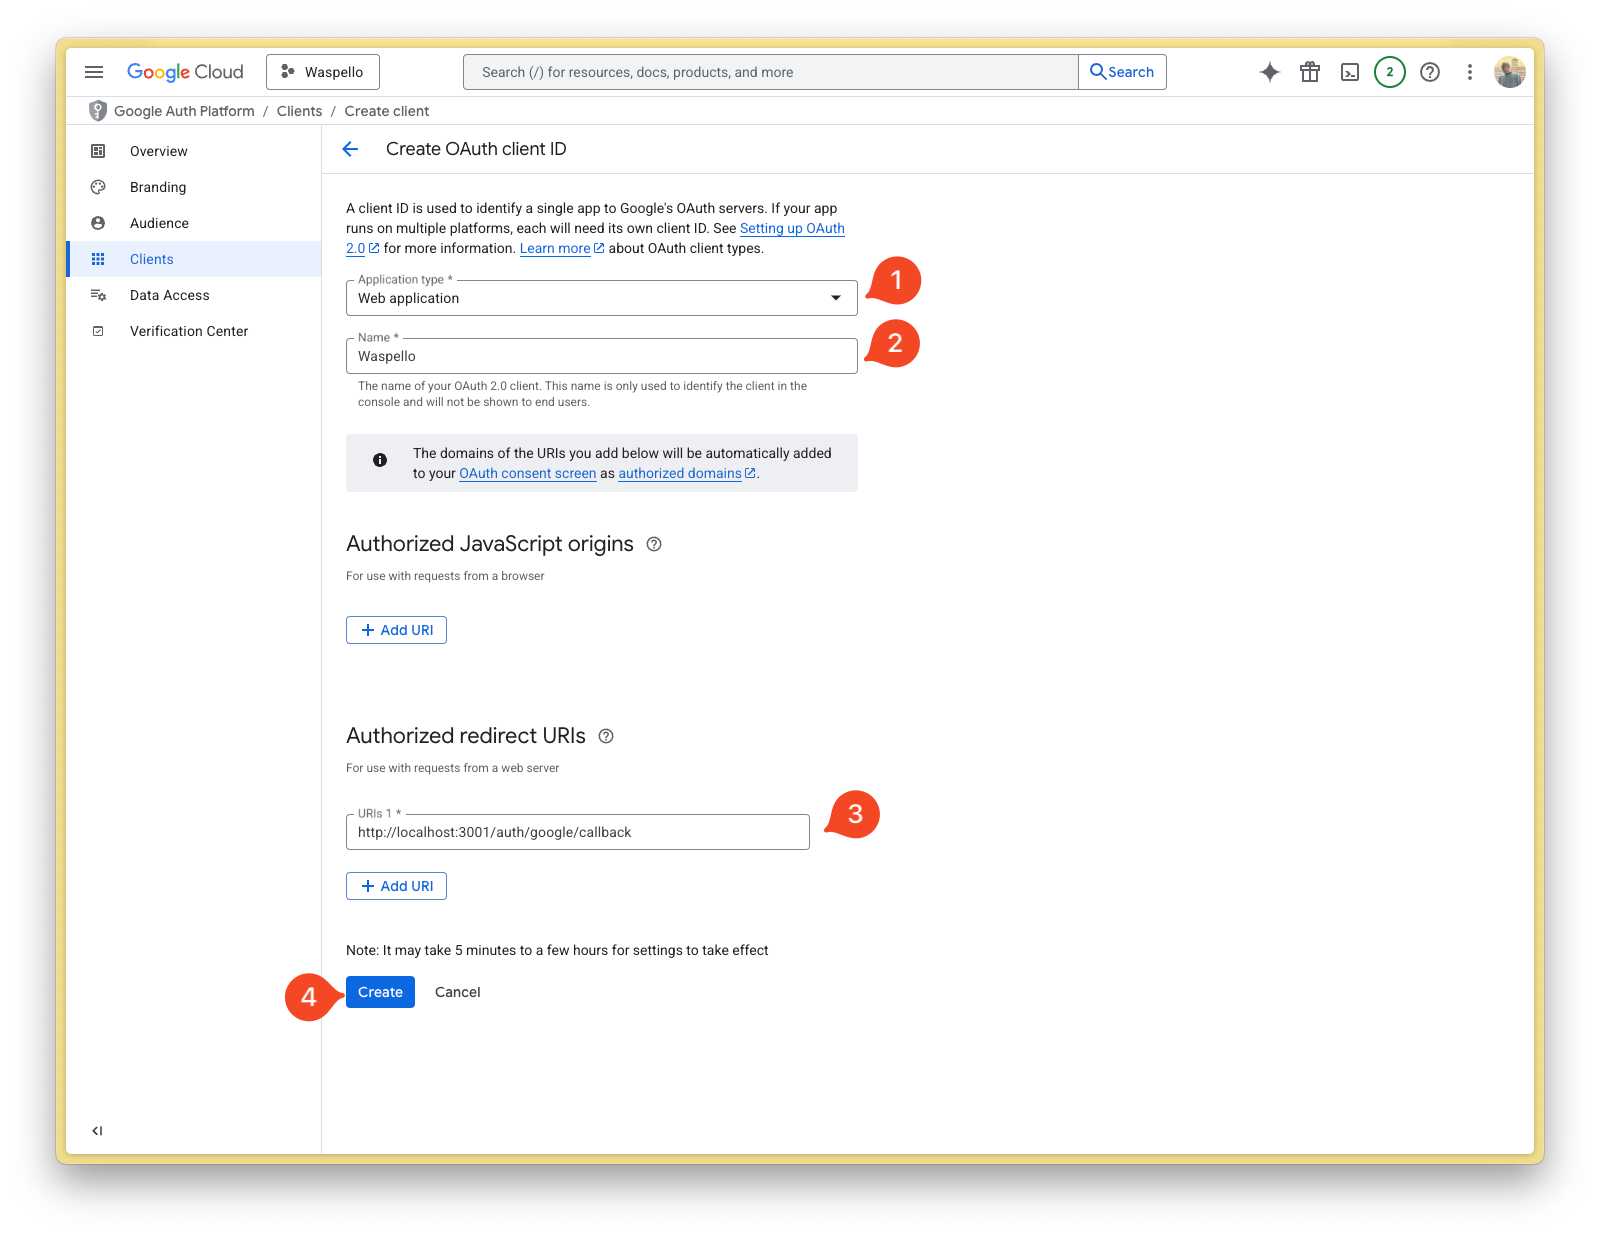 Google Cloud
Waspello
Search (/) for resources, docs, products, and more
Search
2
Google Auth Platform / Clients / Create client
Overview
Branding
Audience
Clients
Data Access
Verification Center
Create OAuth client ID
A client ID is used to identify a single app to Google's OAuth servers. If your app
runs on multiple platforms, each will need its own client ID. See Setting up OAuth
2.0 for more information. Learn more about OAuth client types.
Application type *
Web application
1
Name *
Waspello
2
The name of your OAuth 2.0 client. This name is only used to identify the client in the
console and will not be shown to end users.
The domains of the URIs you add below will be automatically added
to your OAuth consent screen as authorized domains.
Authorized JavaScript origins
For use with requests from a browser
+ Add URI
Authorized redirect URIs
For use with requests from a web server
URIs 1 *
http://localhost:3001/auth/google/callback
3
+ Add URI
Note: It may take 5 minutes to a few hours for settings to take effect
4
Create
Cancel